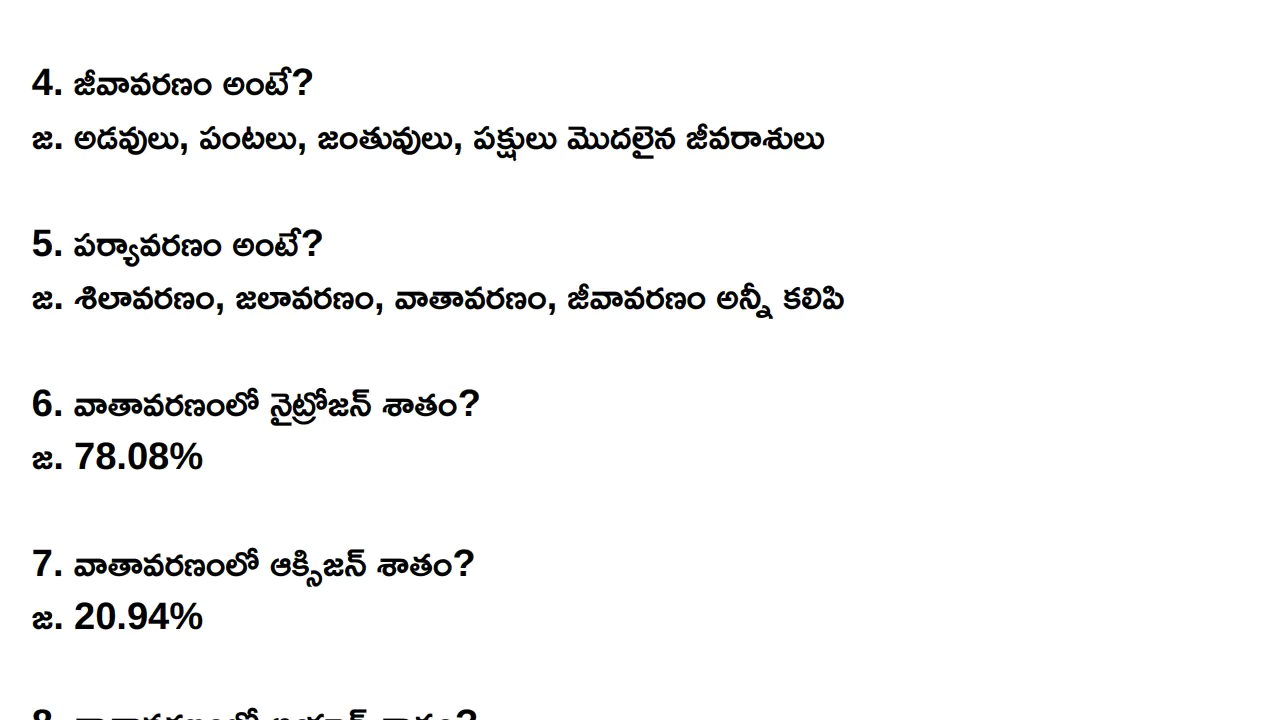 4. జీవావరణం అంటే?
జ. అడవులు, పంటలు, జంతువులు, పక్షులు మొదలైన జీవరాశులు
5. పర్యావరణం అంటే?
జ. శిలావరణం, జలావరణం, వాతావరణం, జీవావరణం అన్నీ కలిపి
6. వాతావరణంలో నైట్రోజన్ శాతం?
జ. 78.08%
7. వాతావరణంలో ఆక్సిజన్ శాతం?
జ. 20.94%